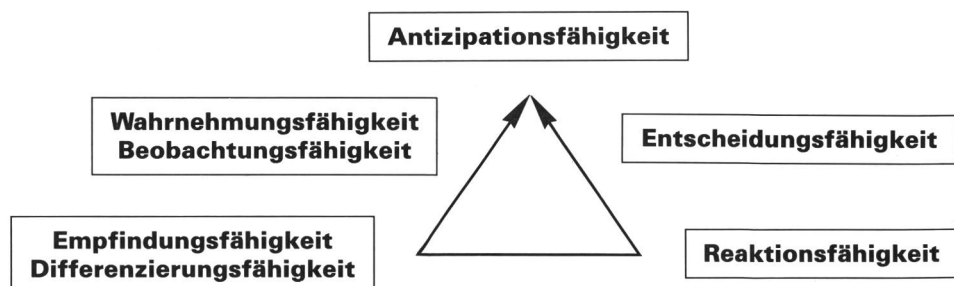 Antizipationsfähigkeit
Wahrnehmungsfähigkeit
Beobachtungsfähigkeit
Entscheidungsfähigkeit
Empfindungsfähigkeit
Differenzierungsfähigkeit
Reaktionsfähigkeit